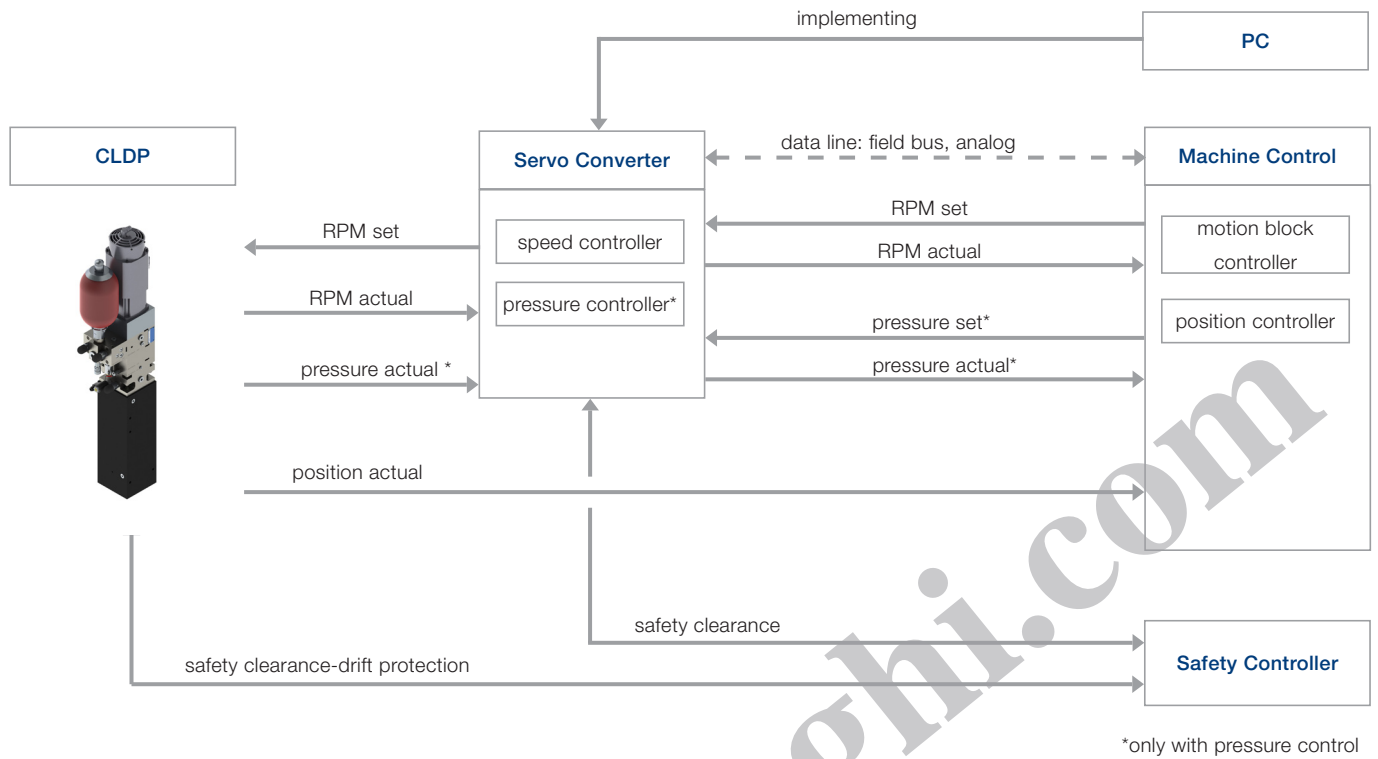 implementing
PC
CLDP
Servo Converter
data line: field bus, analog
Machine Control
RPM set
speed controller
RPM set
motion block
controller
RPM actual
RPM actual
pressure controller*
pressure set*
position controller
pressure actual *
pressure actual*
position actual
safety clearance
safety clearance-drift protection
Safety Controller
*only with pressure control
ghi.com